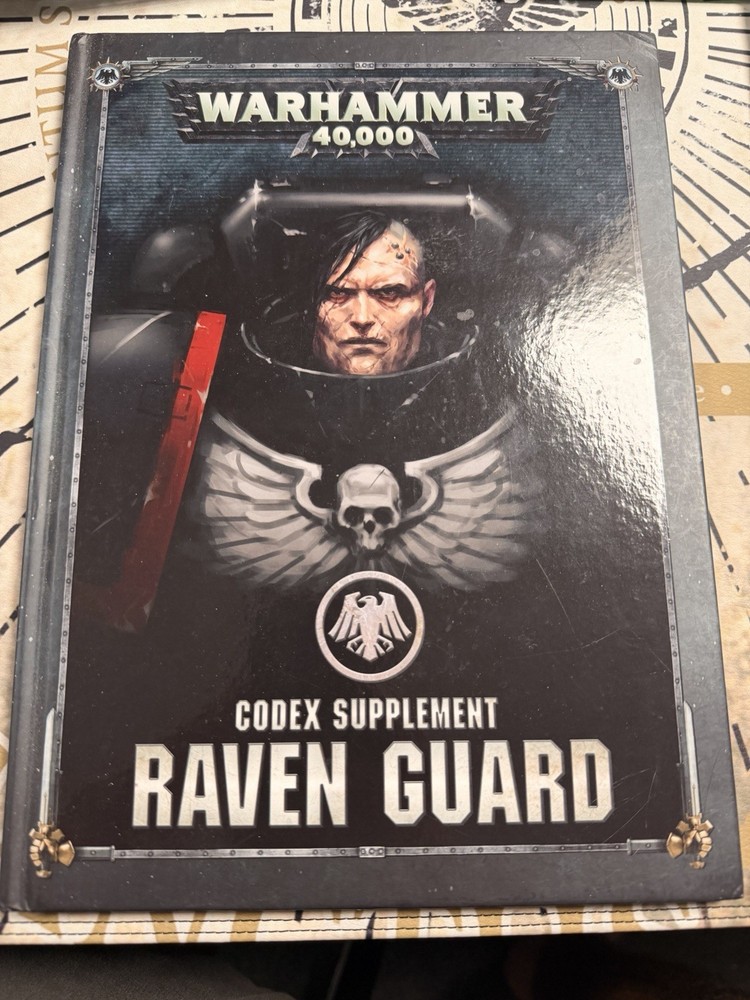 WARHAMMER
40,000
CODEX SUPPLEMENT
RAVEN GUARD